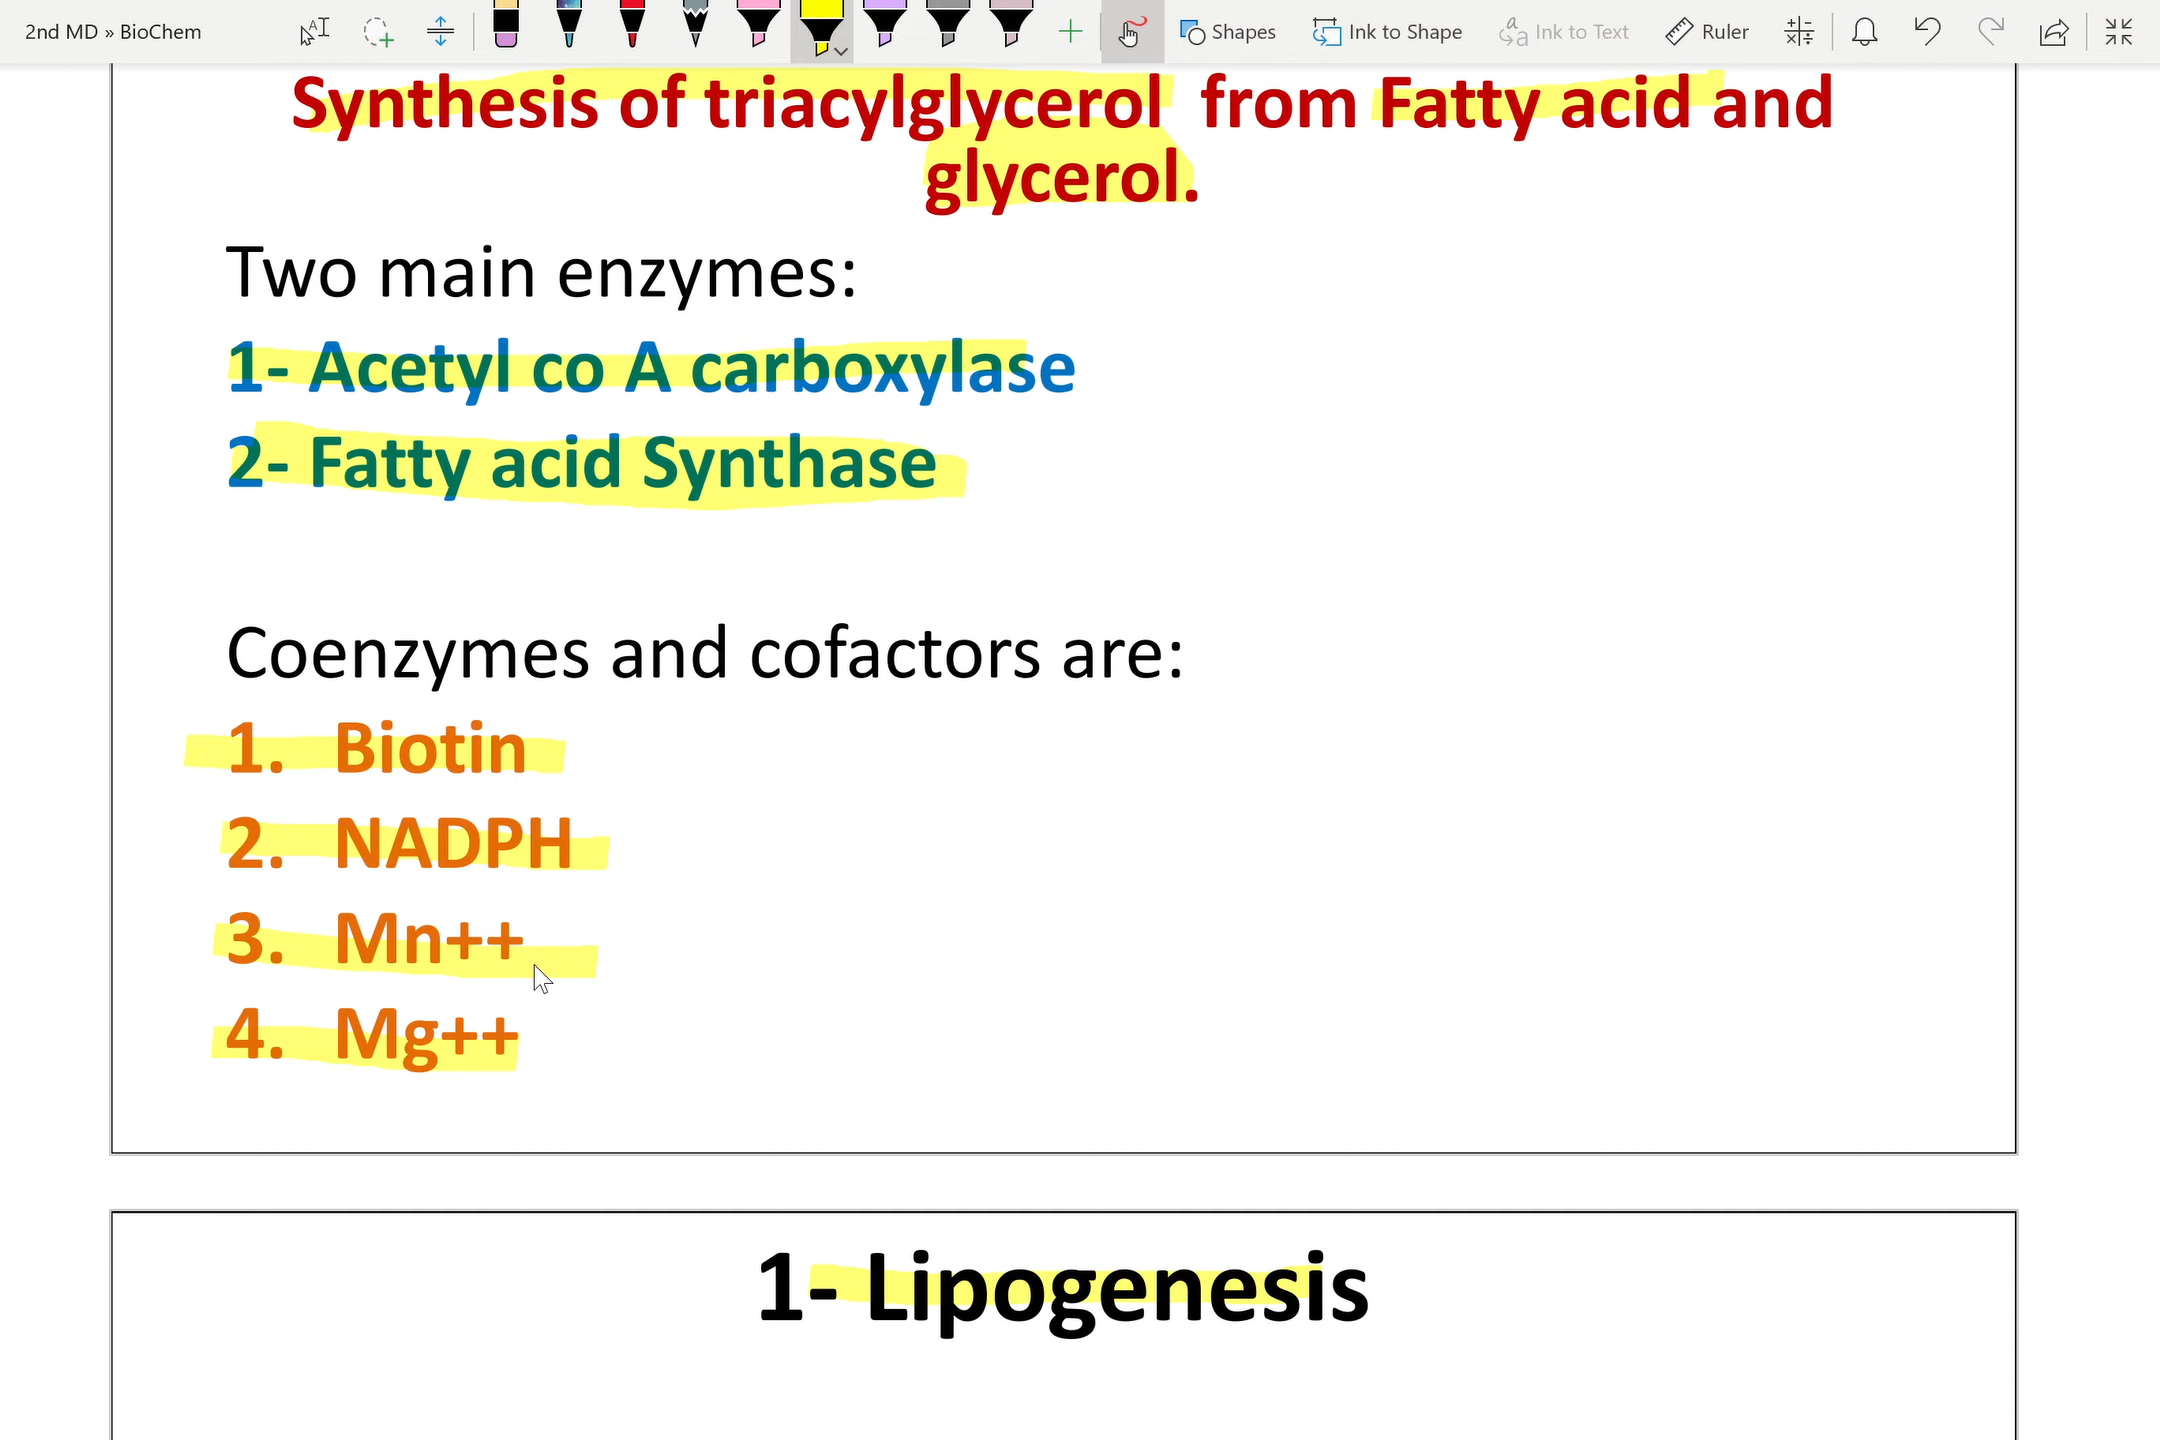 2nd MD » BioChem
Shapes
Ink to Shape
Ink to Text
Ruler
Synthesis of triacylglycerol from Fatty acid and
glycerol.
Two main enzymes:
1- Acetyl co A carboxylase
2- Fatty acid Synthase
Coenzymes and cofactors are:
1. Biotin
2. NADPH
3. Mn++
4. Mg++
1- Lipogenesis